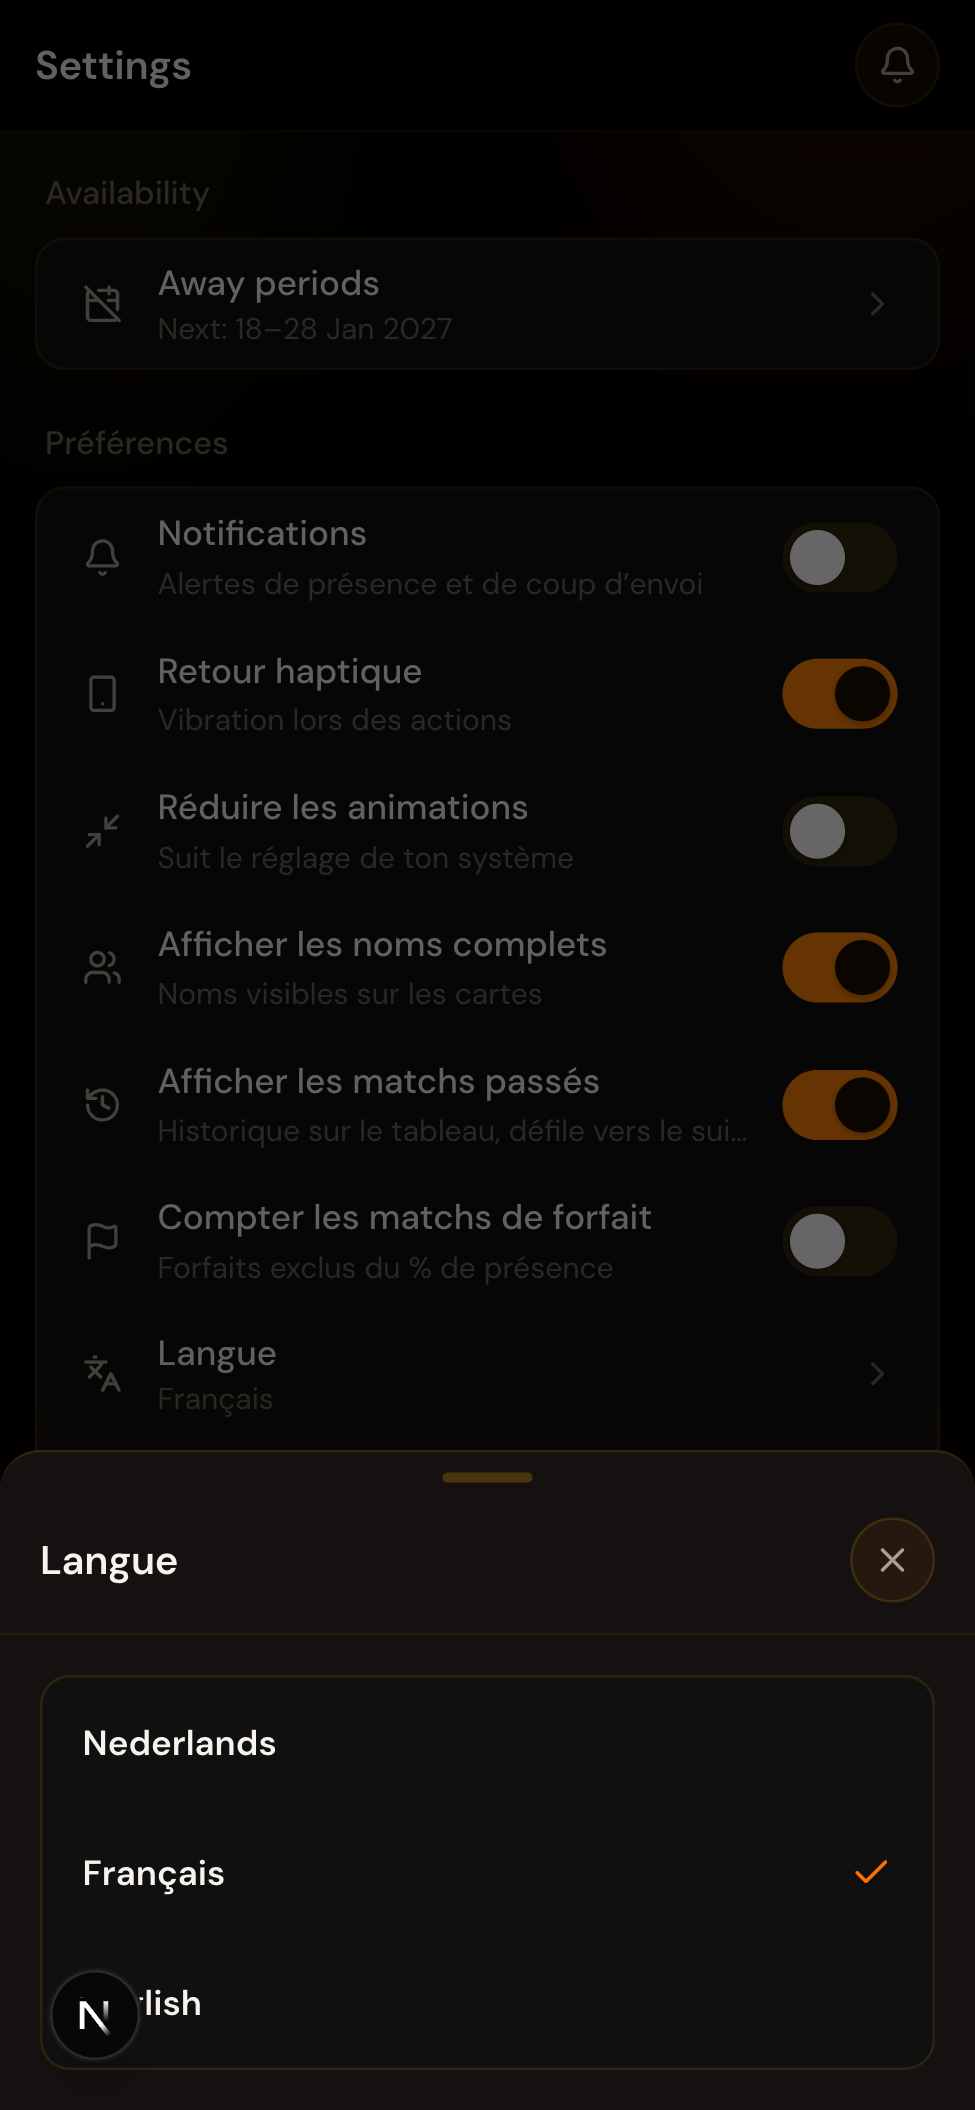 Settings
Availability
Away periods
Next: 18–28 Jan 2027
Préférences
Notifications
Alertes de présence et de coup d’envoi
Retour haptique
Vibration lors des actions
Réduire les animations
Suit le réglage de ton système
Afficher les noms complets
Noms visibles sur les cartes
Afficher les matchs passés
Historique sur le tableau, défile vers le sui...
Compter les matchs de forfait
Forfaits exclus du % de présence
Langue
Français
Langue
Nederlands
Français
N